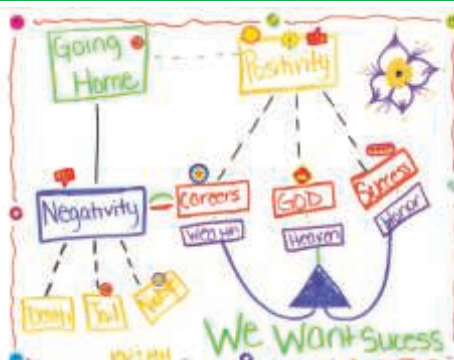 Going
Home
Positivity
Negativity
Careers
GOD
Success
Wealth
Heaven
Honor
Death
Jail
We Want Sucess